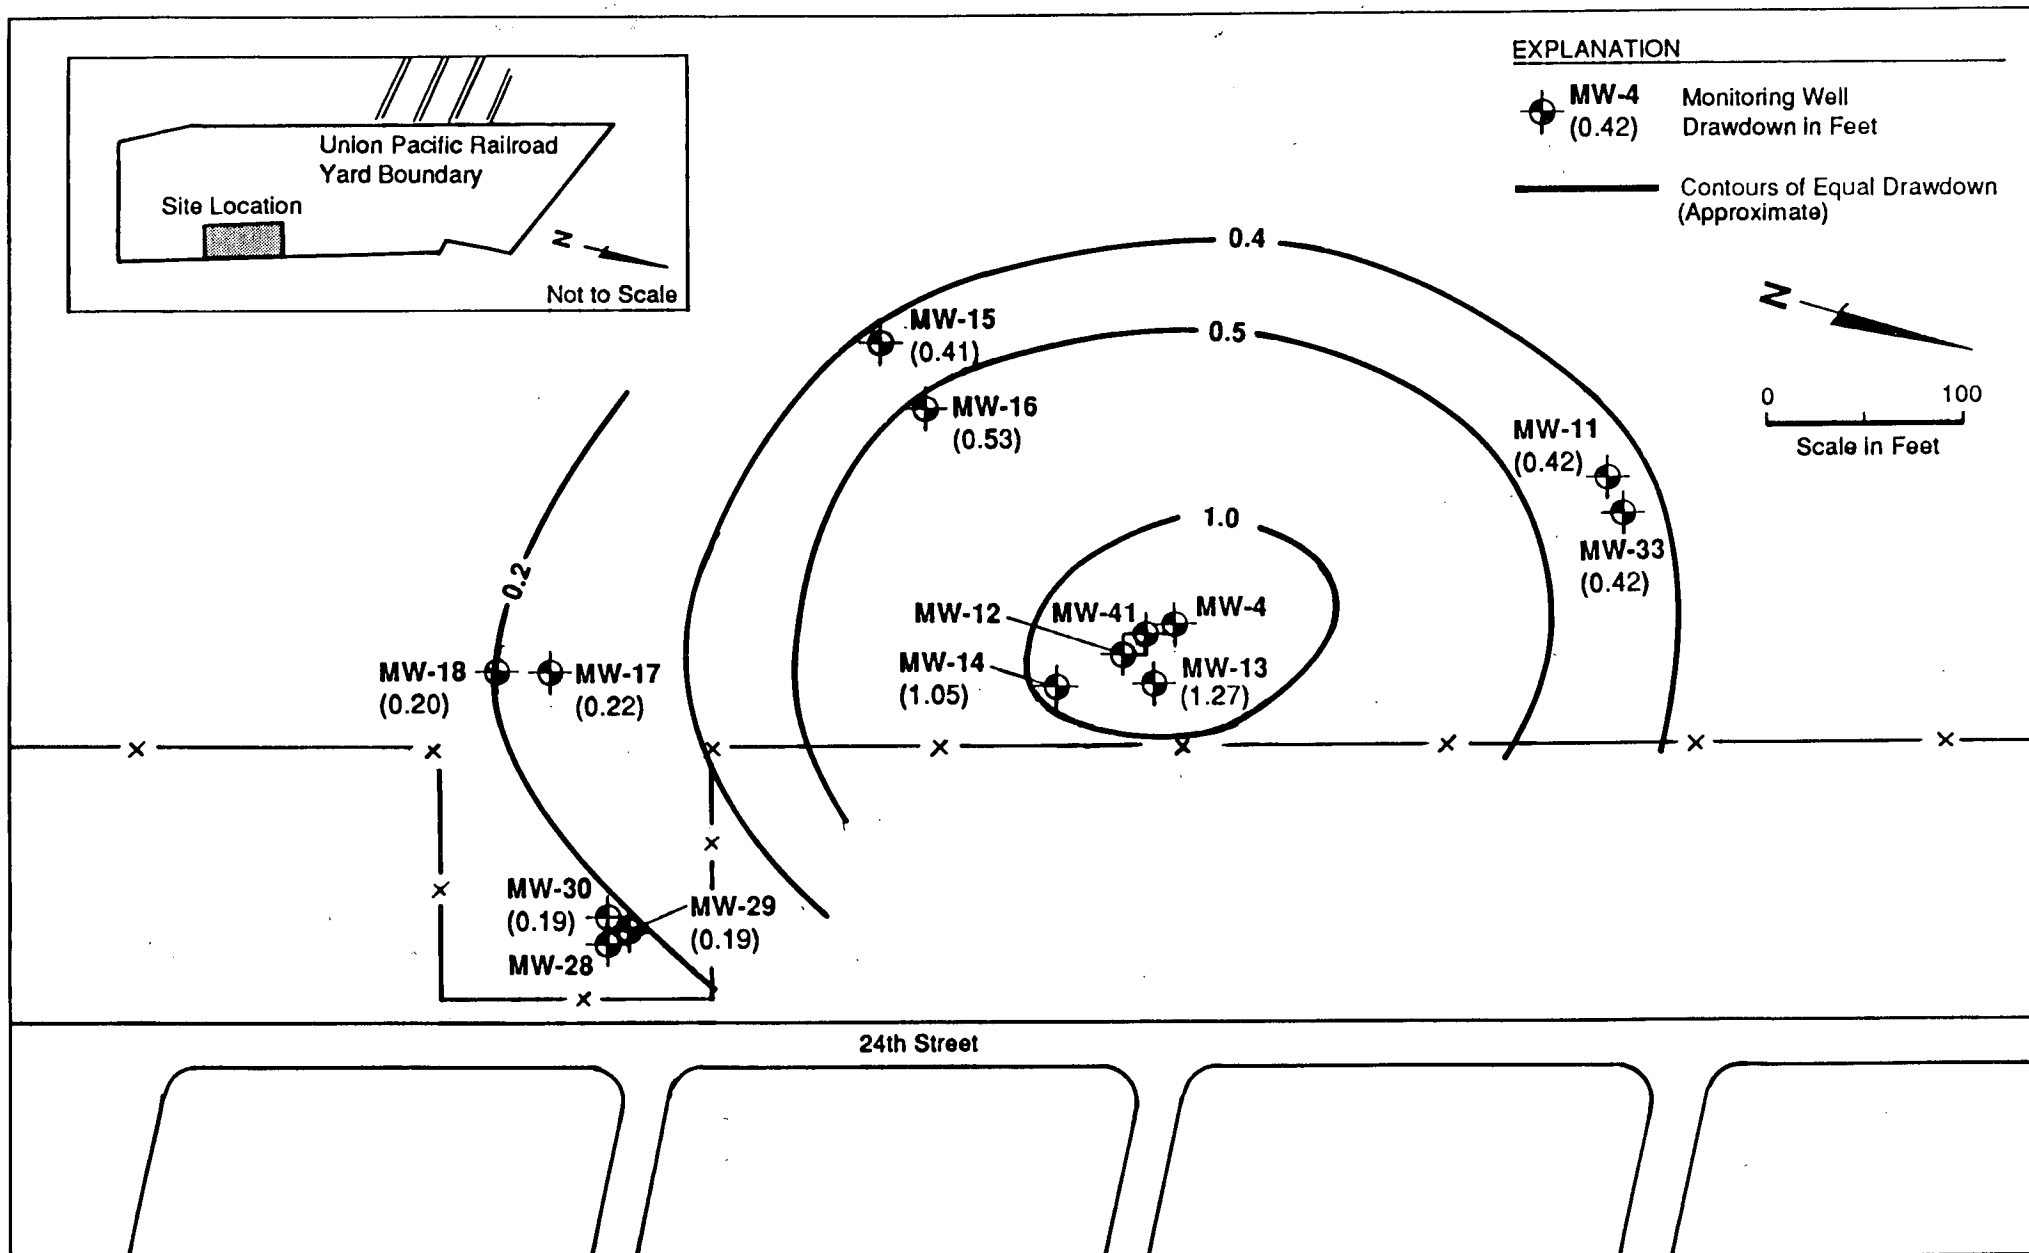 EXPLANATION
MW-4
(0.42)
Monitoring Well
Drawdown in Feet
Contours of Equal Drawdown
(Approximate)
Union Pacific Railroad
Yard Boundary
Site Location
N
Not to Scale
N
0 100
Scale in Feet
0.4
MW-15
(0.41)
0.5
MW-16
(0.53)
MW-11
(0.42)
MW-33
(0.42)
1.0
0.2
MW-12
MW-41
MW-4
MW-14
(1.05)
MW-13
(1.27)
MW-18
(0.20)
MW-17
(0.22)
MW-30
(0.19)
MW-29
(0.19)
MW-28
24th Street